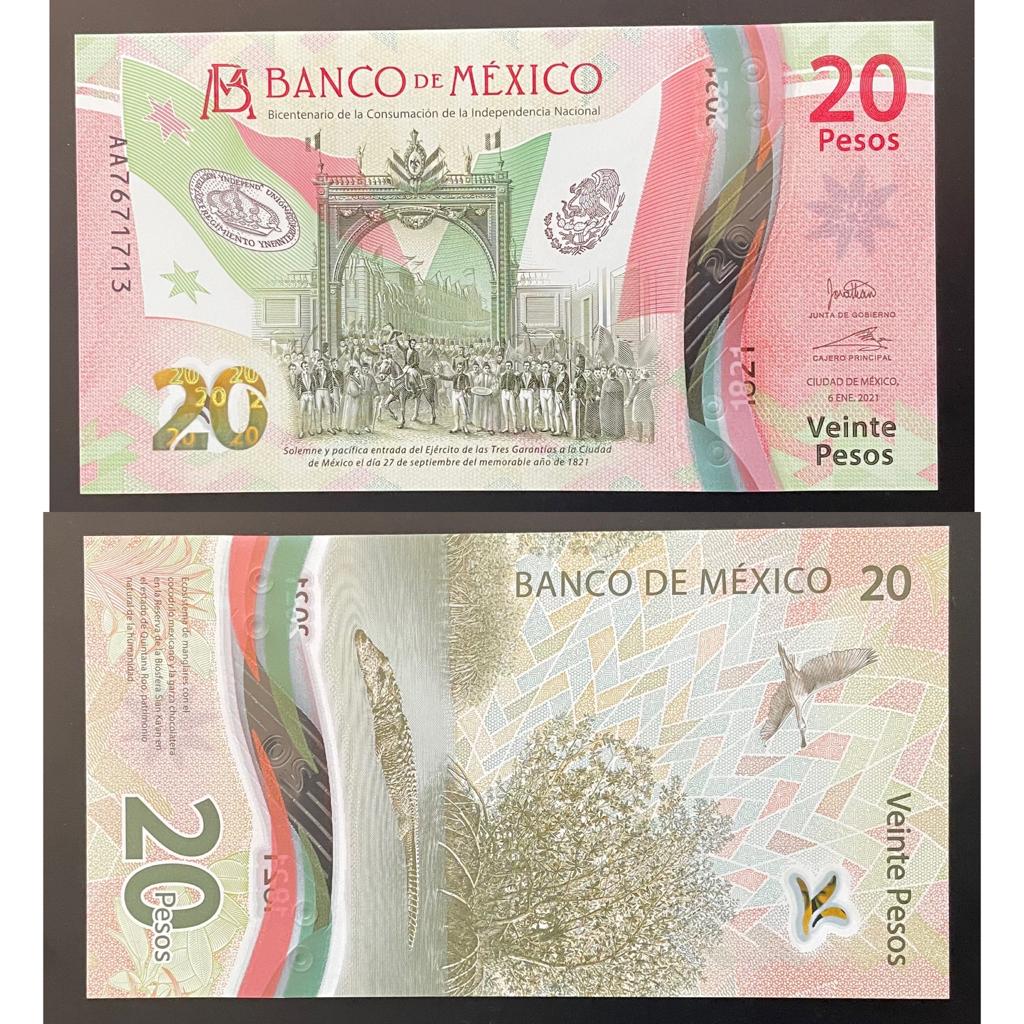 BM BANCO DE MÉXICO
Bicentenario de la Consumación de la Independencia Nacional
20
Pesos
AA7671713
2021
20
1821
JUNTA DE GOBIERNO
CAJERO PRINCIPAL
CIUDAD DE MÉXICO,
6 ENE. 2021
Veinte
Pesos
20
Solemne y pacífica entrada del Ejército de las Tres Garantías a la Ciudad
de México el día 27 de septiembre del memorable año de 1821
BANCO DE MÉXICO 20
Ecosistema de manglares con el
cocodrilo mexicano y la garza chocolatera
en la Reserva de la Biósfera Sian Ka'an en
el estado de Quintana Roo, patrimonio
natural de la humanidad
2021
20
1821
20
Pesos
Veinte Pesos